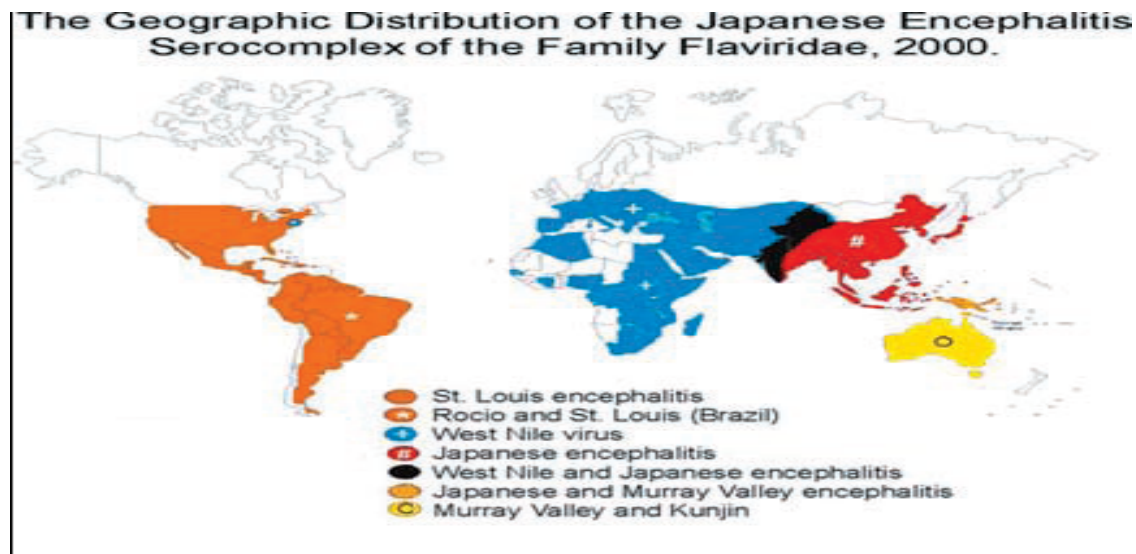 The Geographic Distribution of the Japanese Encephalitis
Serocomplex of the Family Flaviridae, 2000.
St. Louis encephalitis
Rocio and St. Louis (Brazil)
West Nile virus
# Japanese encephalitis
West Nile and Japanese encephalitis
Japanese and Murray Valley encephalitis
C Murray Valley and Kunjin